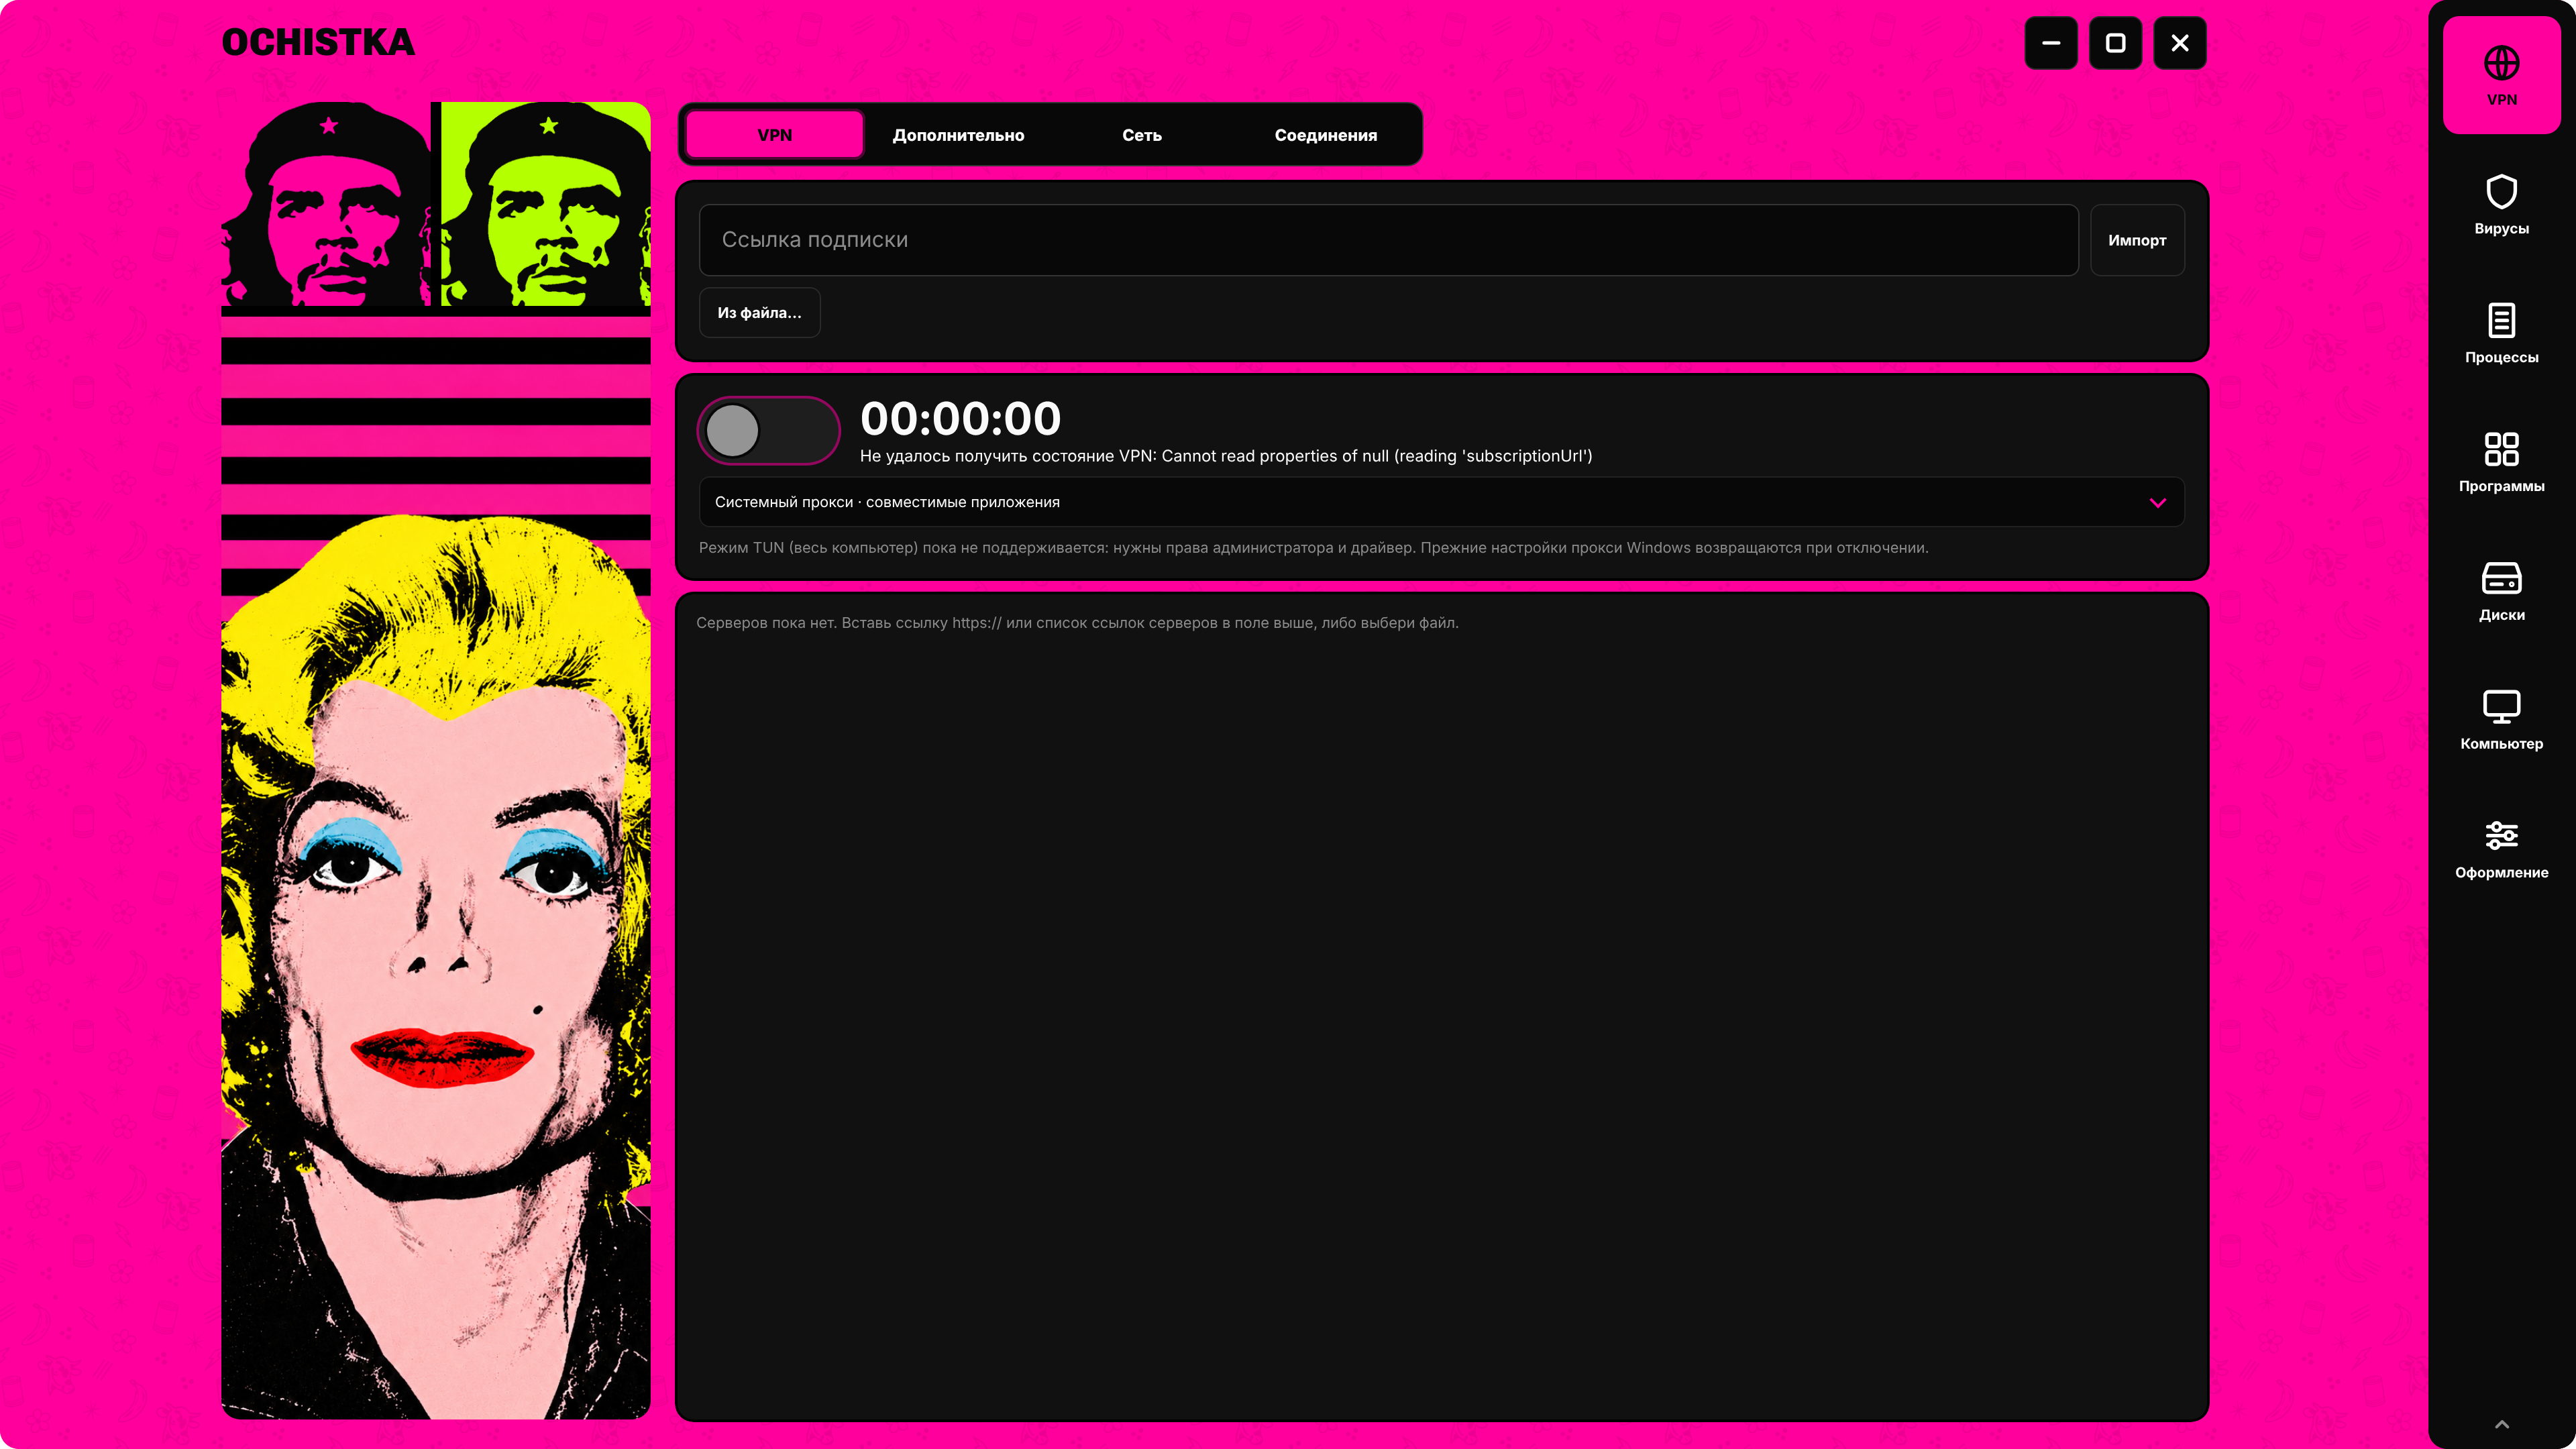 OCHISTKA
VPN
Дополнительно
Сеть
Соединения
Ссылка подписки
Импорт
Из файла...
00:00:00
Не удалось получить состояние VPN: Cannot read properties of null (reading 'subscriptionUrl')
Системный прокси · совместимые приложения
Режим TUN (весь компьютер) пока не поддерживается: нужны права администратора и драйвер. Прежние настройки прокси Windows возвращаются при отключении.
Серверов пока нет. Вставь ссылку https:// или список ссылок серверов в поле выше, либо выбери файл.
VPN
Вирусы
Процессы
Программы
Диски
Компьютер
Оформление